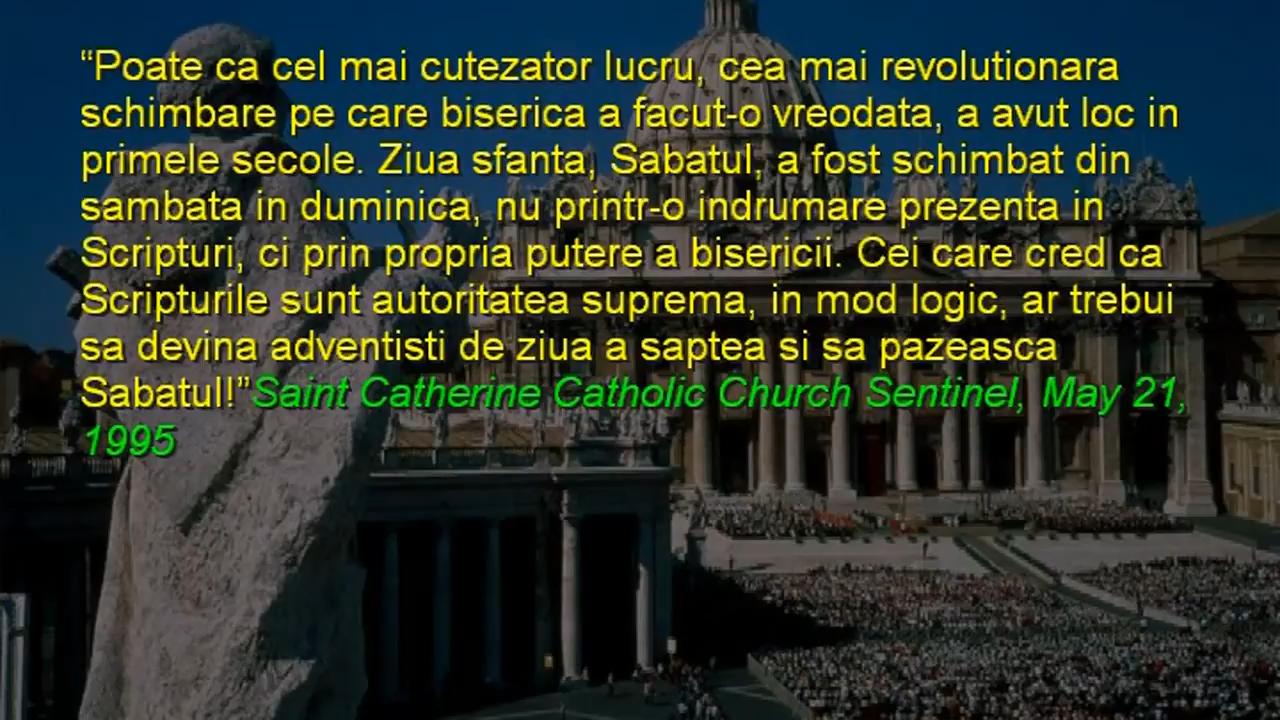 “Poate ca cel mai cutezator lucru, cea mai revolutionara
schimbare pe care biserica a facut-o vreodata, a avut loc in
primele secole. Ziua sfanta, Sabatul, a fost schimbat din
sambata in duminica, nu printr-o indrumare prezenta in
Scripturi, ci prin propria putere a bisericii. Cei care cred ca
Scripturile sunt autoritatea suprema, in mod logic, ar trebui
sa devina adventisti de ziua a saptea si sa pazeasca
Sabatul!”Saint Catherine Catholic Church Sentinel, May 21,
1995